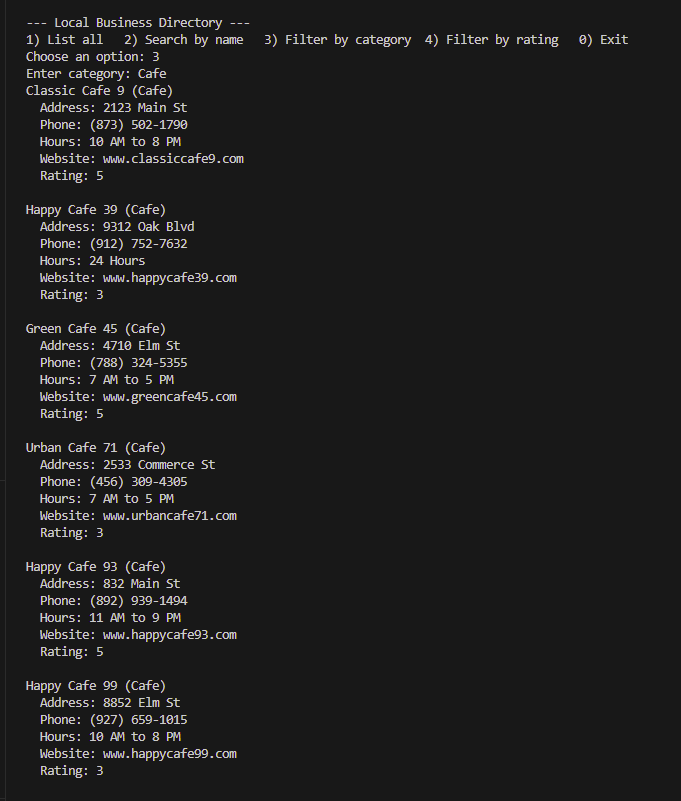 --- Local Business Directory ---
1) List all   2) Search by name   3) Filter by category  4) Filter by rating   0) Exit
Choose an option: 3
Enter category: Cafe
Classic Cafe 9 (Cafe)
  Address: 2123 Main St
  Phone: (873) 502-1790
  Hours: 10 AM to 8 PM
  Website: www.classiccafe9.com
  Rating: 5

Happy Cafe 39 (Cafe)
  Address: 9312 Oak Blvd
  Phone: (912) 752-7632
  Hours: 24 Hours
  Website: www.happycafe39.com
  Rating: 3

Green Cafe 45 (Cafe)
  Address: 4710 Elm St
  Phone: (788) 324-5355
  Hours: 7 AM to 5 PM
  Website: www.greencafe45.com
  Rating: 5

Urban Cafe 71 (Cafe)
  Address: 2533 Commerce St
  Phone: (456) 309-4305
  Hours: 7 AM to 5 PM
  Website: www.urbancafe71.com
  Rating: 3

Happy Cafe 93 (Cafe)
  Address: 832 Main St
  Phone: (892) 939-1494
  Hours: 11 AM to 9 PM
  Website: www.happycafe93.com
  Rating: 5

Happy Cafe 99 (Cafe)
  Address: 8852 Elm St
  Phone: (927) 659-1015
  Hours: 10 AM to 8 PM
  Website: www.happycafe99.com
  Rating: 3